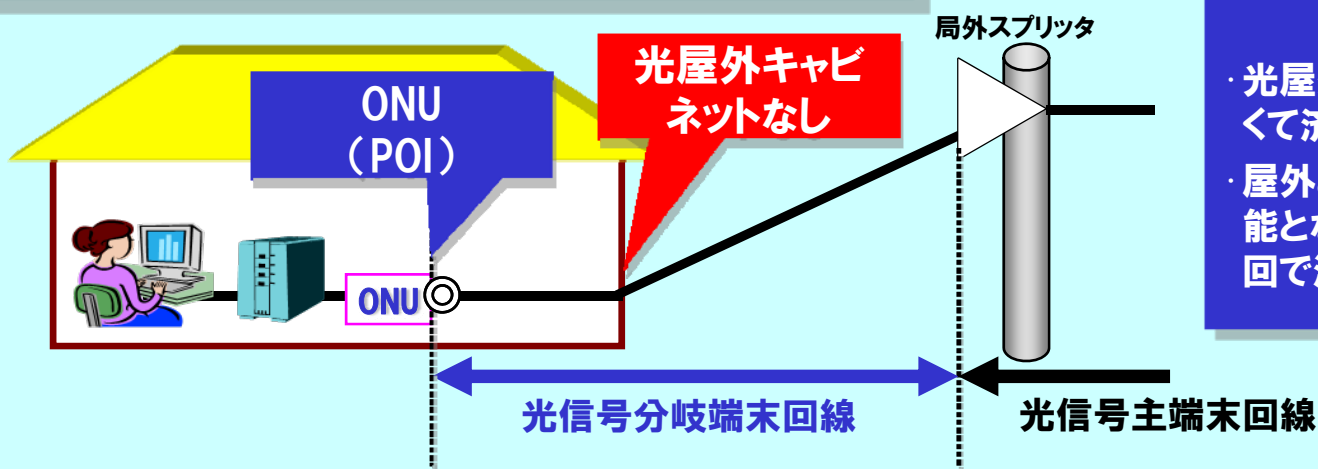 局外スプリッタ
光屋外キャビ
ネットなし
ONU
(POI)
・光屋
くて
・屋外
能とな
回で
ONU
光信号分岐端末回線
光信号主端末回線